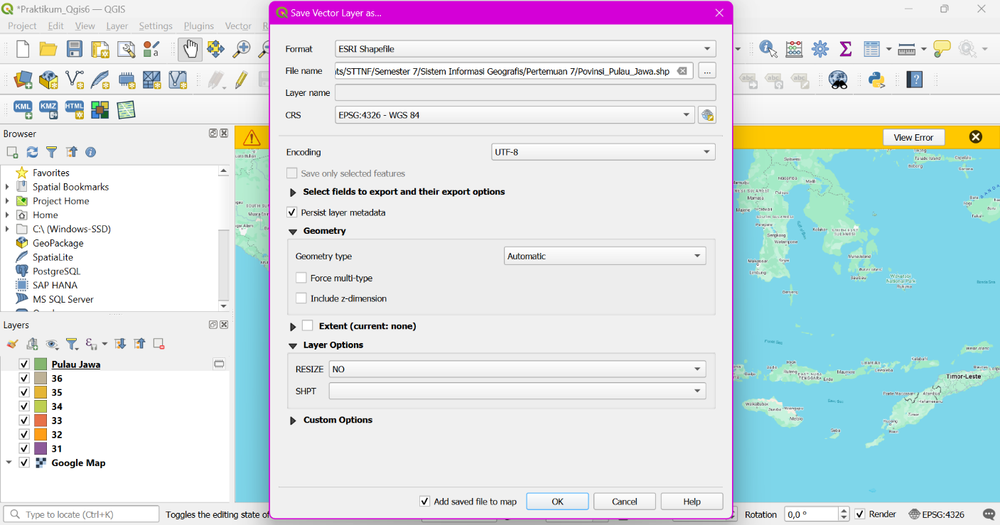 *Praktikum_Qgis6 — QGIS
Project Edit View Layer Settings Plugins Vector R
KML KMZ HTML
Browser
Favorites
Spatial Bookmarks
Project Home
Home
C:\ (Windows-SSD)
GeoPackage
SpatiaLite
PostgreSQL
SAP HANA
MS SQL Server
Layers
Pulau Jawa
36
35
34
33
32
31
Google Map
Type to locate (Ctrl+K)
Toggles the editing state of
Save Vector Layer as...
Format ESRI Shapefile
File name ts/STTNF/Semester 7/Sistem Informasi Geografis/Pertemuan 7/Povinsi_Pulau_Jawa.shp ...
Layer name
CRS EPSG:4326 - WGS 84
Encoding UTF-8
Save only selected features
Select fields to export and their export options
Persist layer metadata
Geometry
Geometry type Automatic
Force multi-type
Include z-dimension
Extent (current: none)
Layer Options
RESIZE NO
SHPT
Custom Options
Add saved file to map OK Cancel Help
abc abc abc
View Error
Timor-Leste
Rotation 0,0 ° Render EPSG:4326